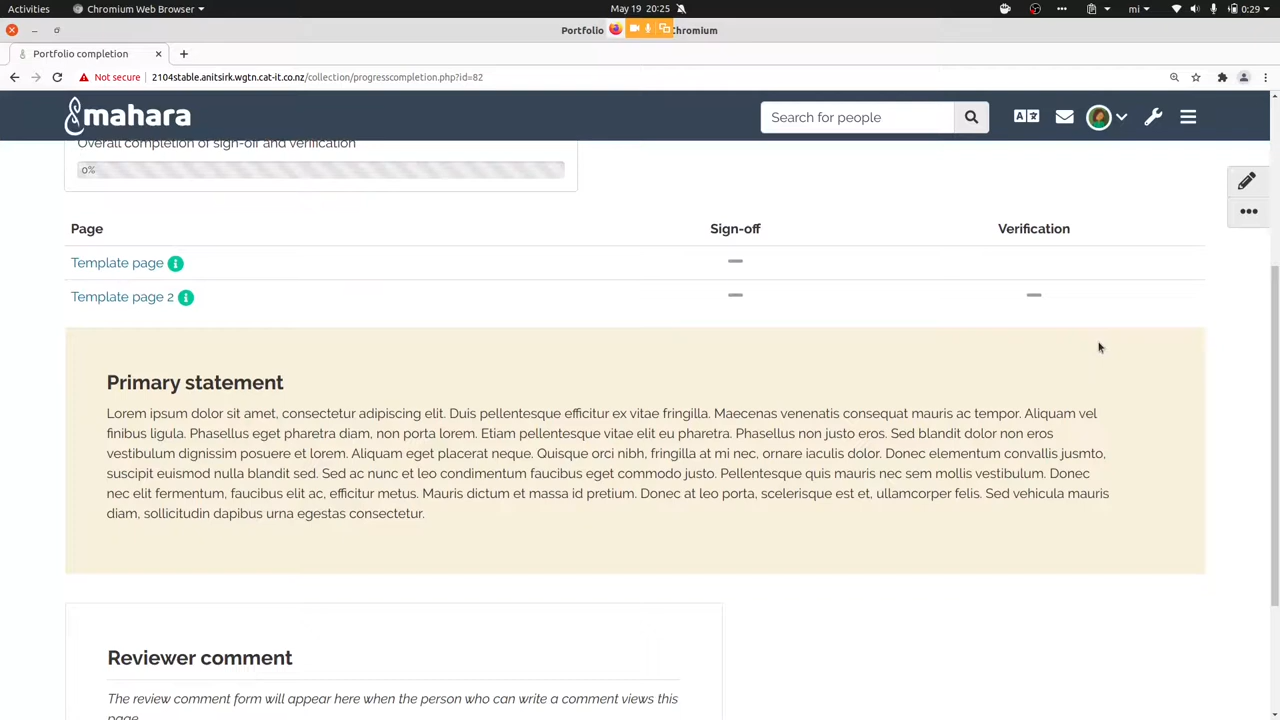 Activities
Chromium Web Browser
May 19 20:25
mi
0:29
Portfolio
Chromium
Portfolio completion
Not secure
2104stable.anitsirk.wgtn.cat-it.co.nz/collection/progresscompletion.php?id=82
mahara
Search for people
Overall completion of sign-off and verification
0%
Page Sign-off Verification
Template page
Template page 2
Primary statement
Lorem ipsum dolor sit amet, consectetur adipiscing elit. Duis pellentesque efficitur ex vitae fringilla. Maecenas venenatis consequat mauris ac tempor. Aliquam vel
finibus ligula. Phasellus eget pharetra diam, non porta lorem. Etiam pellentesque vitae elit eu pharetra. Phasellus non justo eros. Sed blandit dolor non eros
vestibulum dignissim posuere et lorem. Aliquam eget placerat neque. Quisque orci nibh, fringilla at mi nec, ornare iaculis dolor. Donec elementum convallis jusmto,
suscipit euismod nulla blandit sed. Sed ac nunc et leo condimentum faucibus eget commodo justo. Pellentesque quis mauris nec sem mollis vestibulum. Donec
nec elit fermentum, faucibus elit ac, efficitur metus. Mauris dictum et massa id pretium. Donec at leo porta, scelerisque est et, ullamcorper felis. Sed vehicula mauris
diam, sollicitudin dapibus urna egestas consectetur.
Reviewer comment
The review comment form will appear here when the person who can write a comment views this
page.